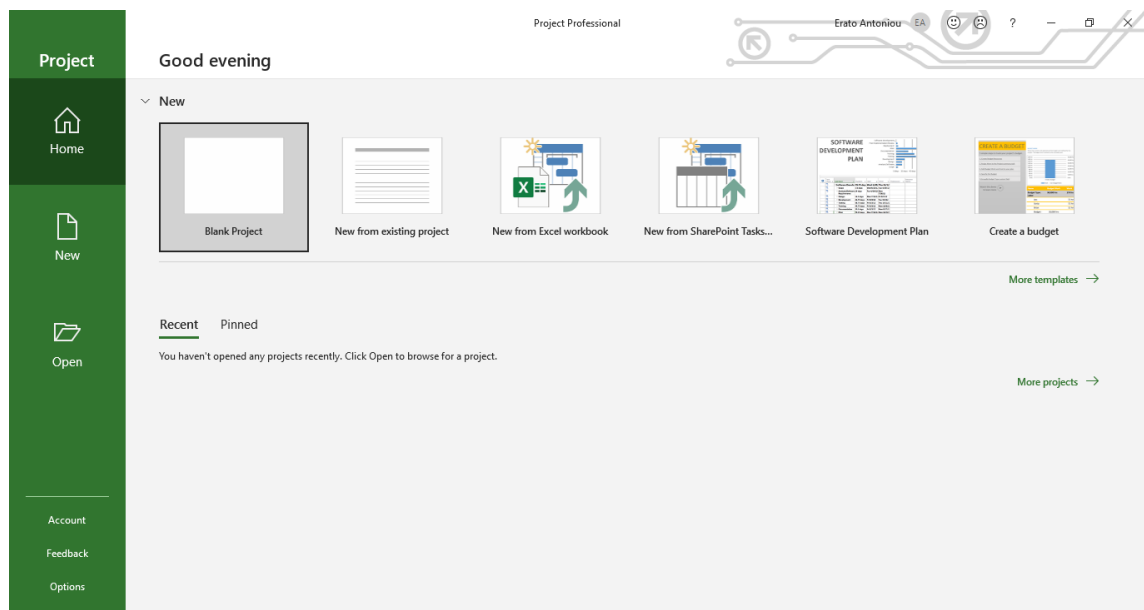 Project Professional
Erato Antoniou EA
?
Project
Good evening
New
Home
New
Open
Account
Feedback
Options
SOFTWARE
DEVELOPMENT
PLAN
CREATE A BUDGET
Blank Project
New from existing project
New from Excel workbook
New from SharePoint Tasks...
Software Development Plan
Create a budget
More templates
Recent Pinned
You haven't opened any projects recently. Click Open to browse for a project.
More projects